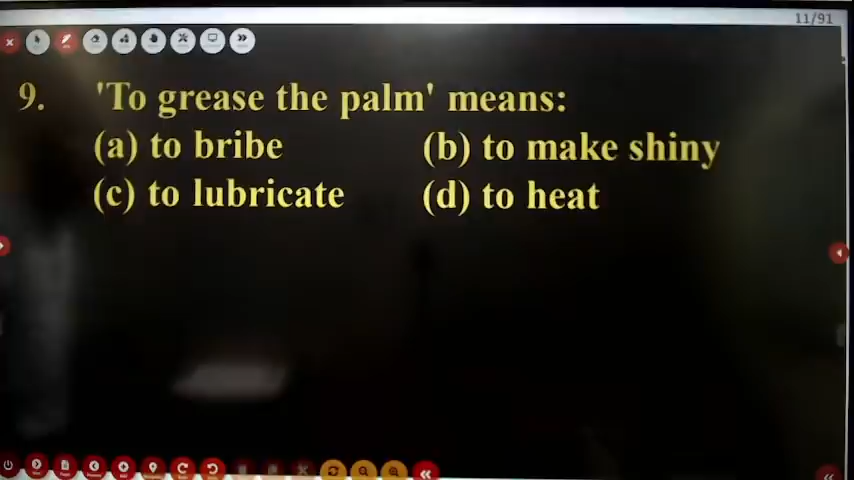 11/91
9. 'To grease the palm' means:
(a) to bribe (b) to make shiny
(c) to lubricate (d) to heat